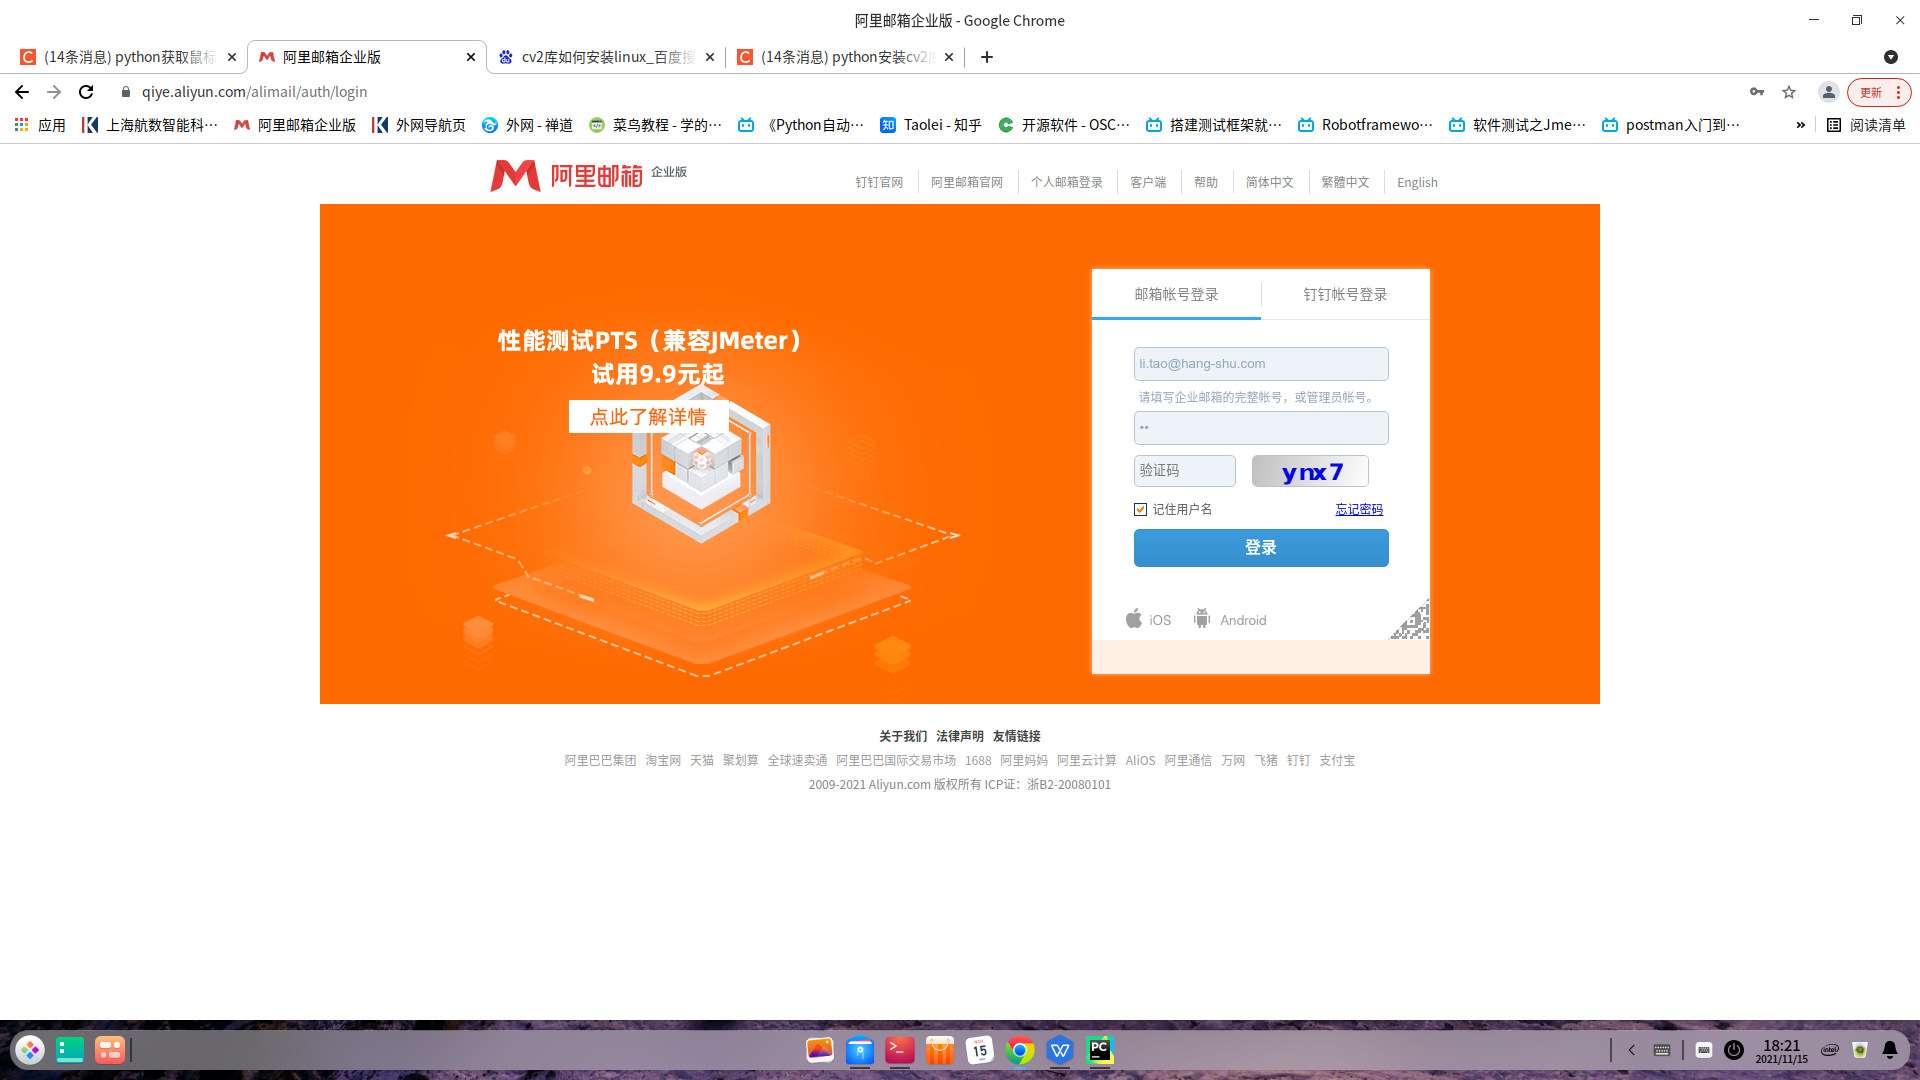 阿里邮箱企业版 - Google Chrome
(14条消息) python获取鼠标
阿里邮箱企业版
cv2库如何安装linux_百度搜
(14条消息) python安装cv2库
qiye.aliyun.com/alimail/auth/login
更新
应用
上海航数智能科…
阿里邮箱企业版
外网导航页
外网 - 禅道
菜鸟教程 - 学的…
《Python自动…
知 Taolei - 知乎
开源软件 - OSC…
搭建测试框架就…
Robotframewo…
软件测试之Jme…
postman入门到…
»
阅读清单
阿里邮箱 企业版
钉钉官网
阿里邮箱官网
个人邮箱登录
客户端
帮助
简体中文
繁體中文
English
性能测试PTS（兼容JMeter）
试用9.9元起
点此了解详情
邮箱帐号登录
钉钉帐号登录
li.tao@hang-shu.com
请填写企业邮箱的完整帐号，或管理员帐号。
••
验证码
ynx7
记住用户名
忘记密码
登录
iOS
Android
关于我们 法律声明 友情链接
阿里巴巴集团 淘宝网 天猫 聚划算 全球速卖通 阿里巴巴国际交易市场 1688 阿里妈妈 阿里云计算 AliOS 阿里通信 万网 飞猪 钉钉 支付宝
2009-2021 Aliyun.com 版权所有 ICP证：浙B2-20080101
15
PC
18:21
2021/11/15
intel